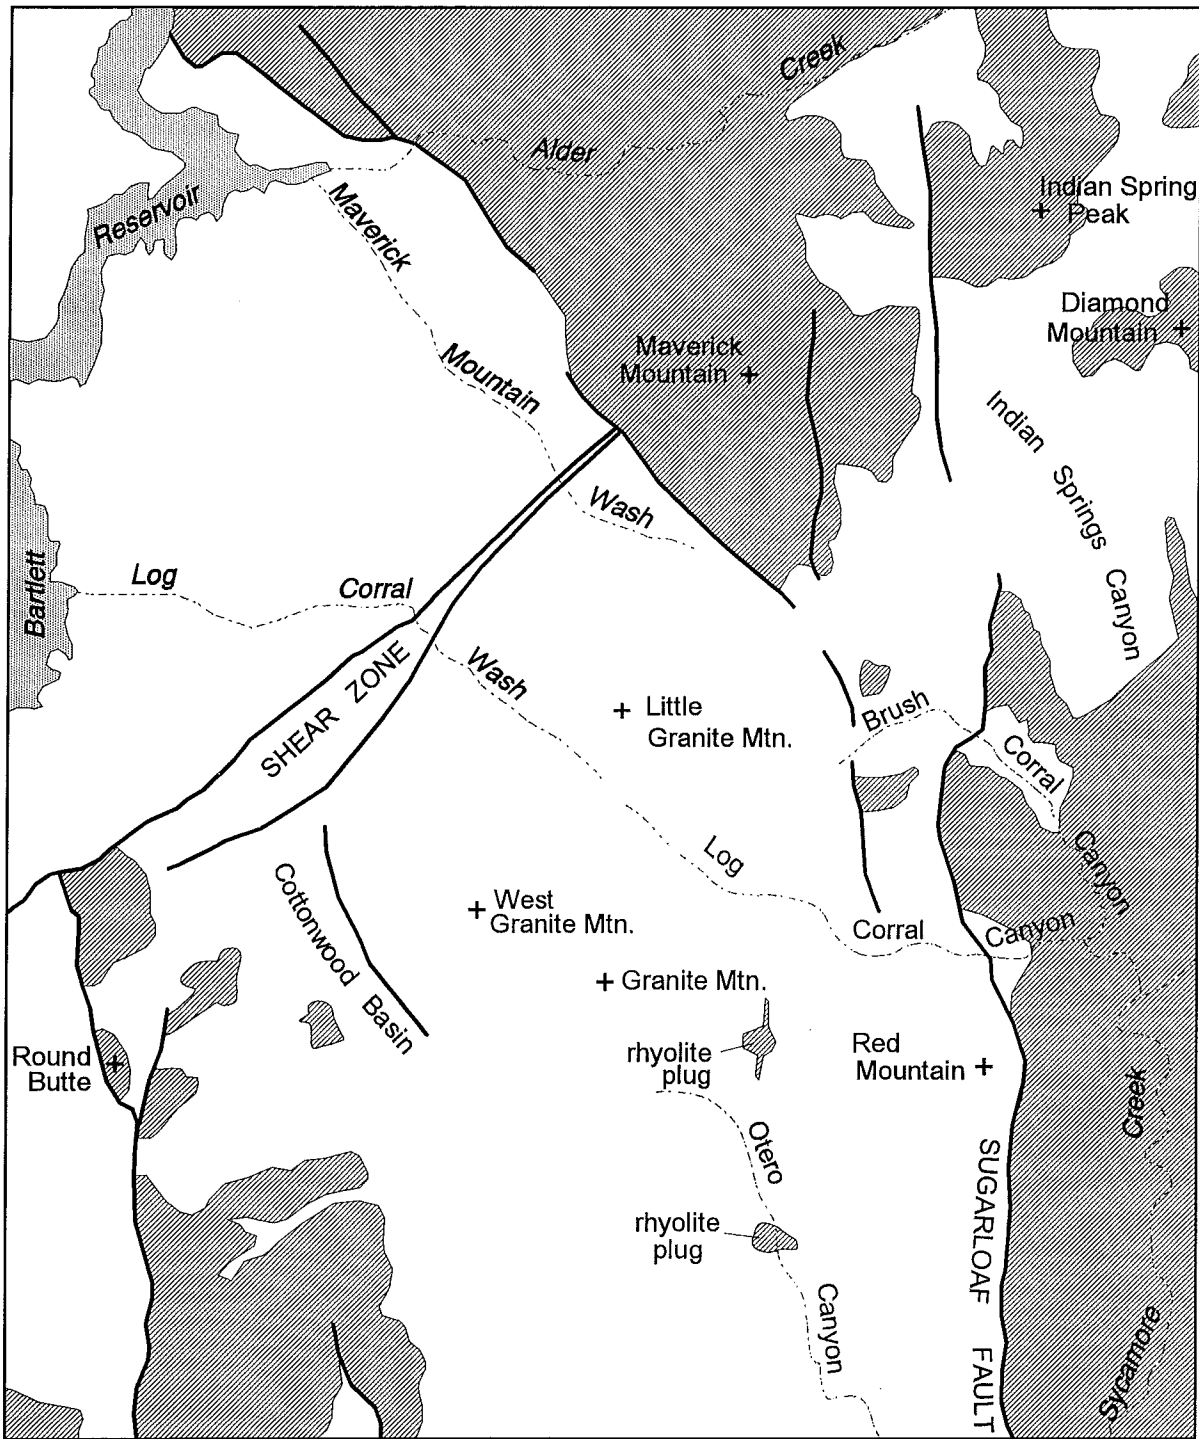 Creek
Alder
Reservoir
Maverick
Mountain
Wash
Indian Spring
Peak
Diamond
Mountain
Maverick
Mountain
Indian
Springs
Canyon
Bartlett
Log
Corral
Wash
SHEAR ZONE
Little
Granite Mtn.
Brush
Corral
Canyon
Log
Corral
Canyon
Cottonwood
Basin
West
Granite Mtn.
Granite Mtn.
Round
Butte
rhyolite
plug
Red
Mountain
Otero
Canyon
rhyolite
plug
SUGARLOAF FAULT
Creek
Sycamore